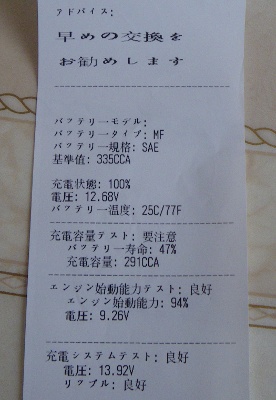 アドバイス:
早めの交換を
お勧めします
バッテリーモデル:
バッテリータイプ: MF
バッテリー規格: SAE
基準値: 335CCA
充電状態: 100%
電圧: 12.68V
バッテリー温度: 25C/77F
充電容量テスト: 要注意
バッテリー寿命: 47%
充電容量: 291CCA
エンジン始動能力テスト: 良好
エンジン始動能力: 94%
電圧: 9.26V
充電システムテスト: 良好
電圧: 13.92V
リップル: 良好